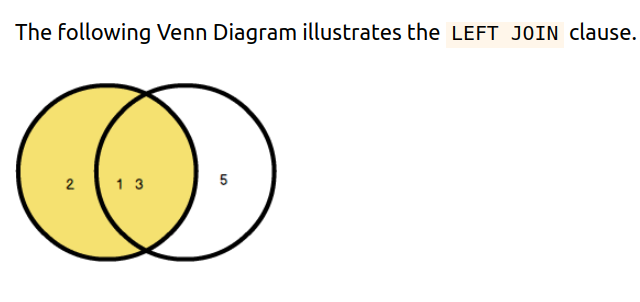 The following Venn Diagram illustrates the LEFT JOIN clause.
2 1 3 5